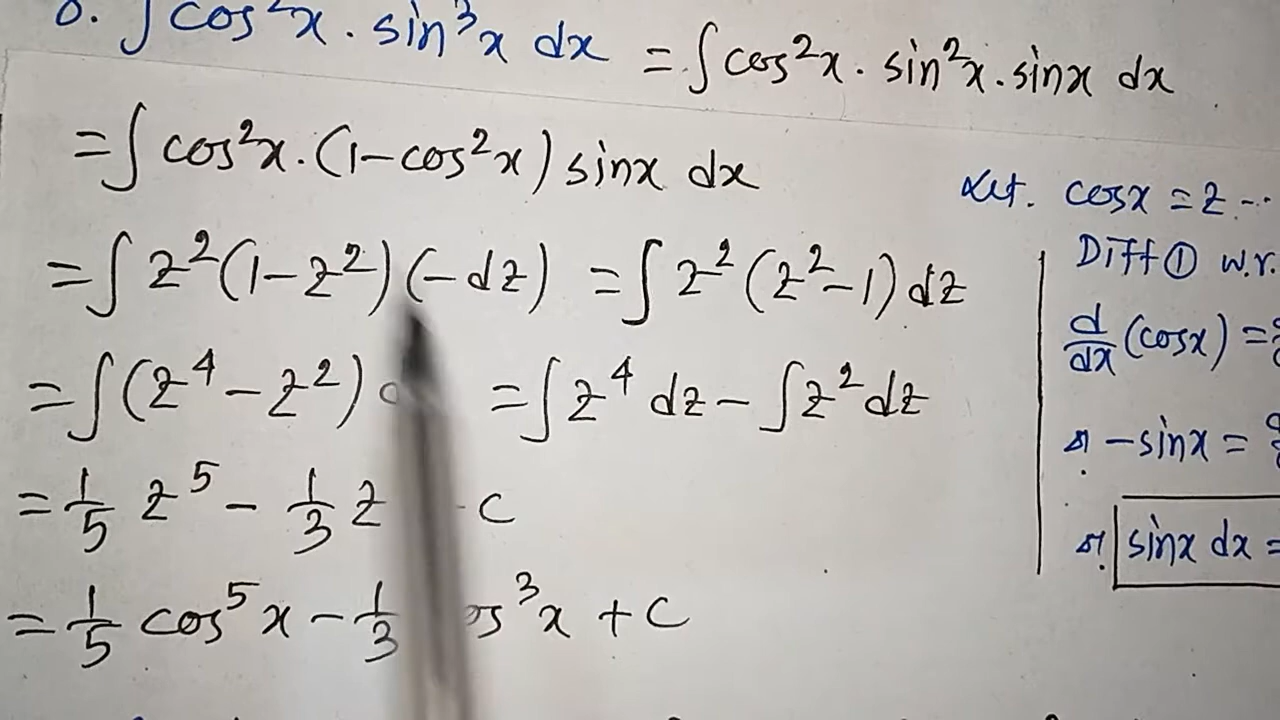 ∫cos²x · sin³x dx = ∫cos²x · sin²x · sinx dx
= ∫cos²x · (1 - cos²x) sinx dx
= ∫z²(1 - z²)(-dz) = ∫z²(z² - 1) dz
= ∫(z⁴ - z²) = ∫z⁴ dz - ∫z² dz
= 1/5 z⁵ - 1/3 z c
= 1/5 cos⁵x - 1/3 os³x + c
Let. cosx = z ...
Diff ① w.r.
d/dx (cosx) =
-sinx =
sinx dx =